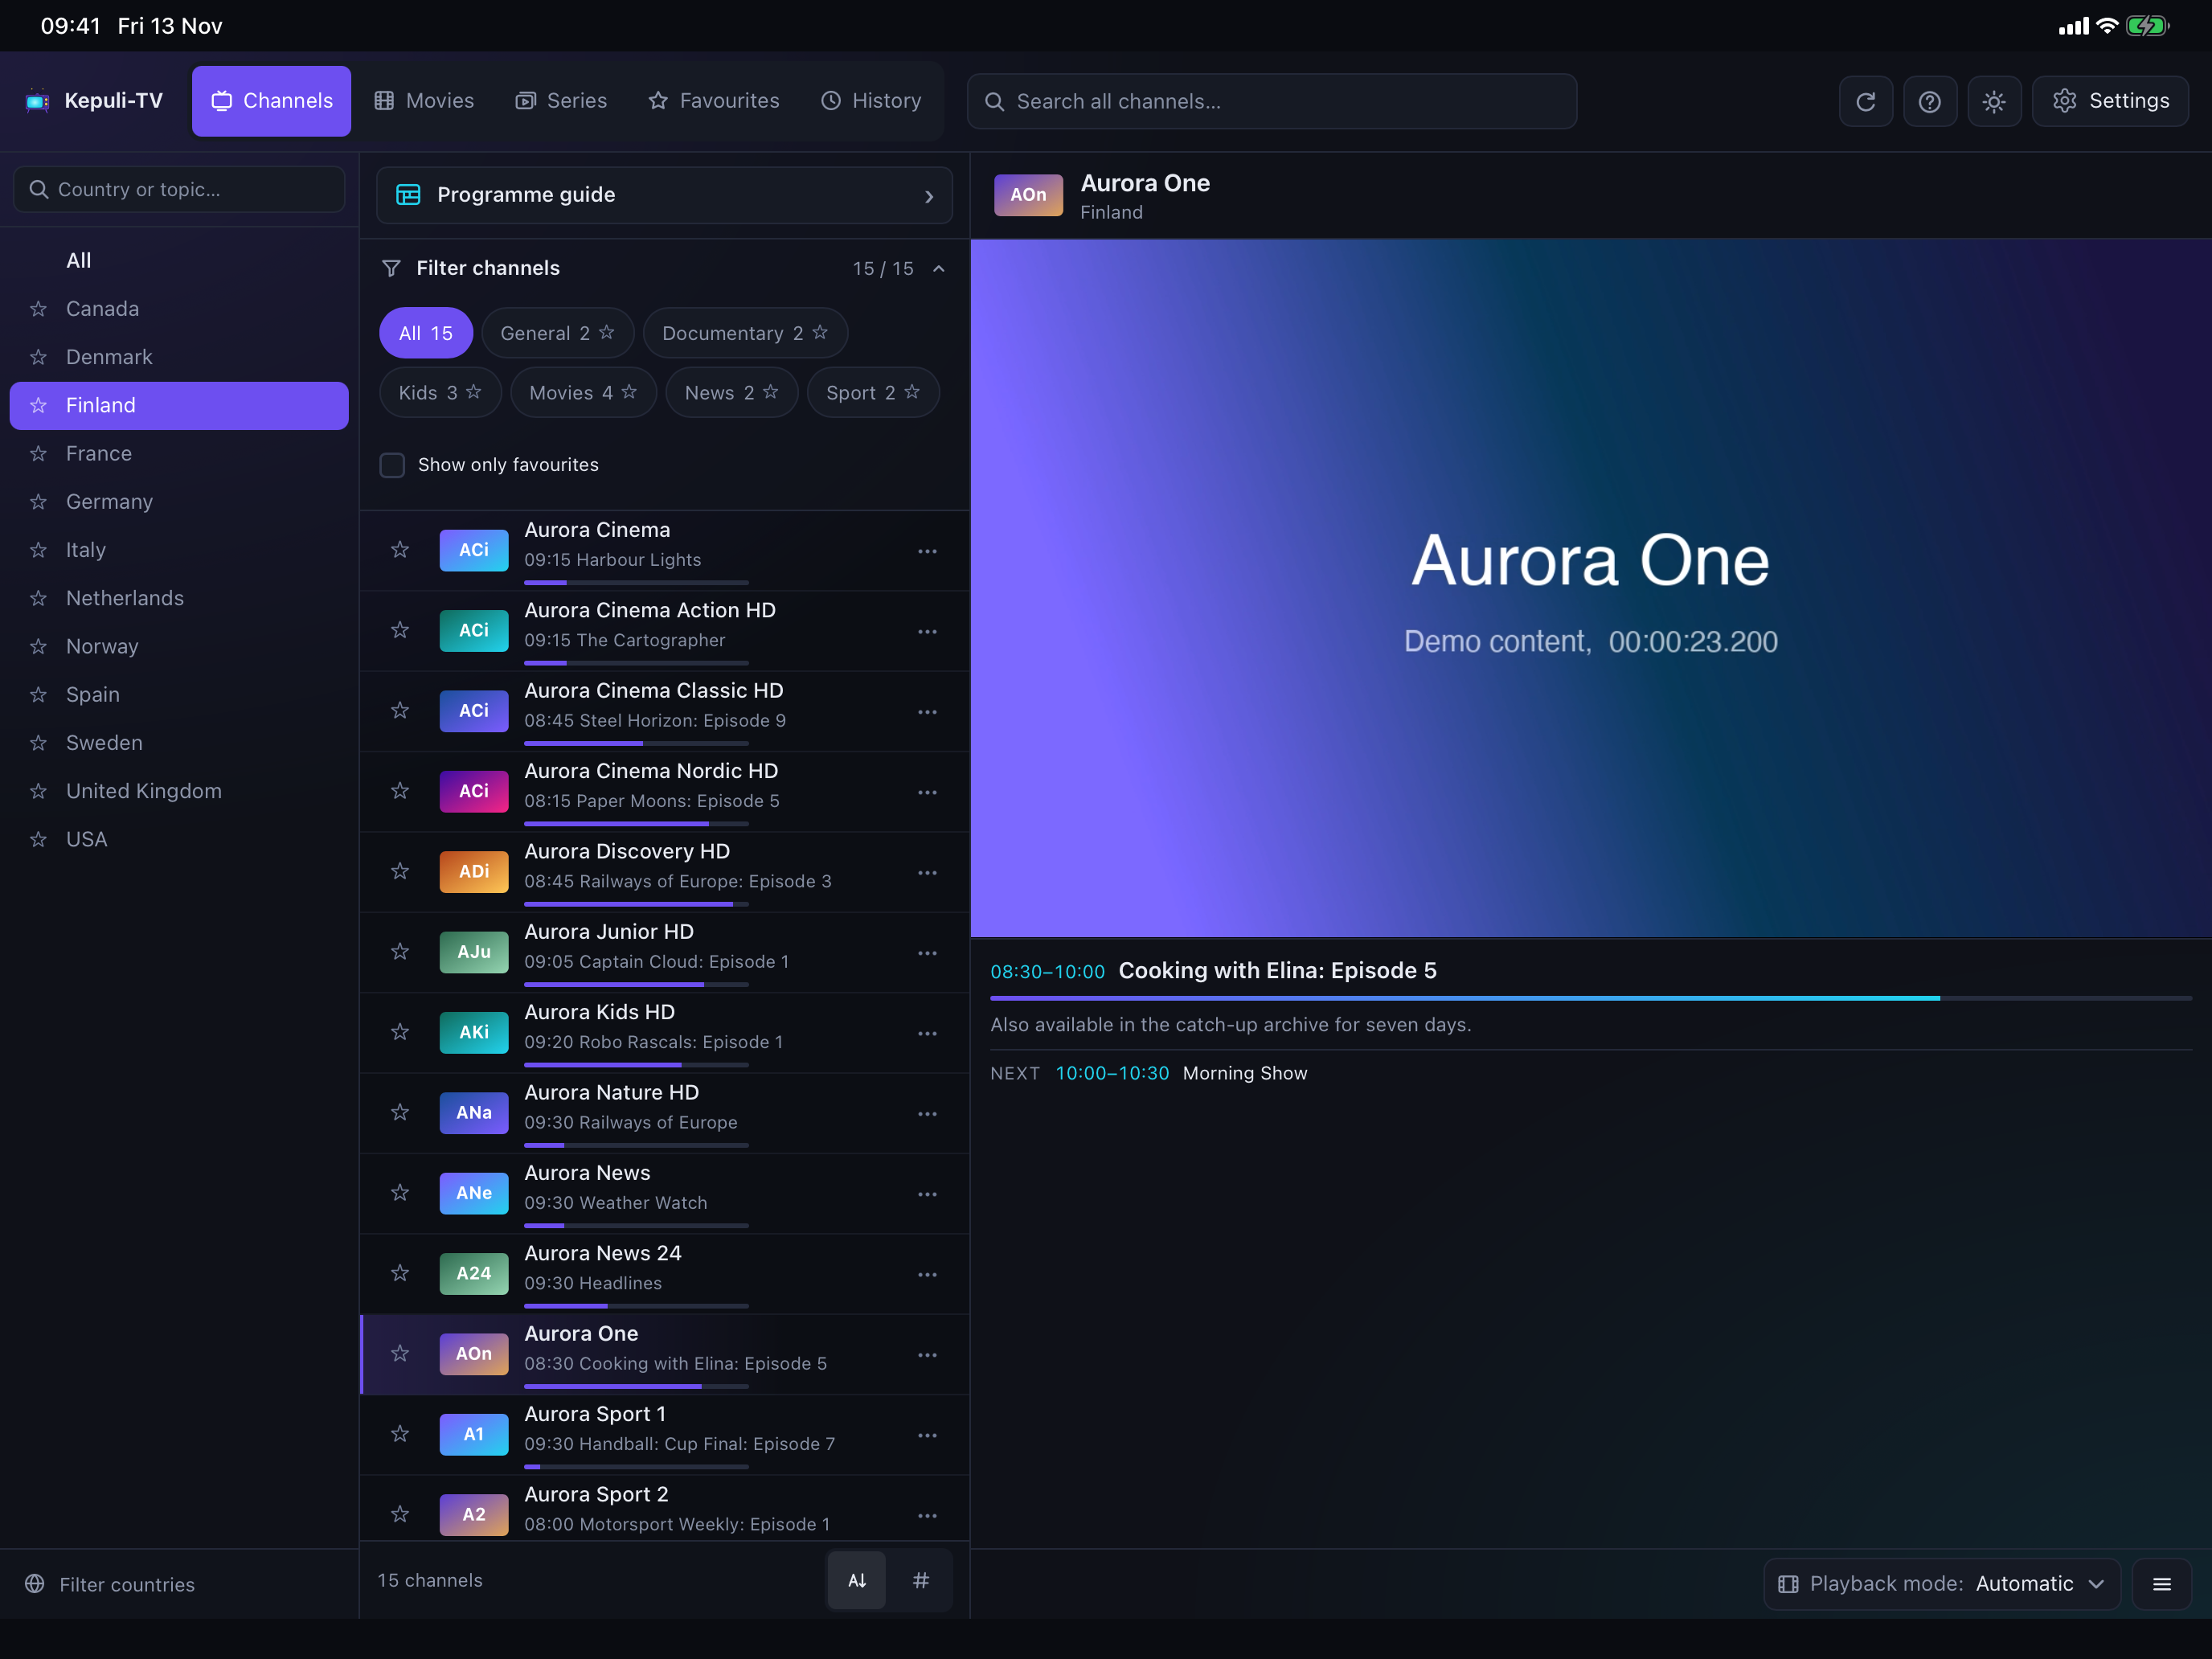 09:41 Fri 13 Nov
Kepuli-TV
Channels
Movies
Series
Favourites
History
Search all channels...
Settings
Country or topic...
All
Canada
Denmark
Finland
France
Germany
Italy
Netherlands
Norway
Spain
Sweden
United Kingdom
USA
Filter countries
Programme guide
Filter channels
15 / 15
All 15
General 2
Documentary 2
Kids 3
Movies 4
News 2
Sport 2
Show only favourites
ACi
Aurora Cinema
09:15 Harbour Lights
ACi
Aurora Cinema Action HD
09:15 The Cartographer
ACi
Aurora Cinema Classic HD
08:45 Steel Horizon: Episode 9
ACi
Aurora Cinema Nordic HD
08:15 Paper Moons: Episode 5
ADi
Aurora Discovery HD
08:45 Railways of Europe: Episode 3
AJu
Aurora Junior HD
09:05 Captain Cloud: Episode 1
AKi
Aurora Kids HD
09:20 Robo Rascals: Episode 1
ANa
Aurora Nature HD
09:30 Railways of Europe
ANe
Aurora News
09:30 Weather Watch
A24
Aurora News 24
09:30 Headlines
AOn
Aurora One
08:30 Cooking with Elina: Episode 5
A1
Aurora Sport 1
09:30 Handball: Cup Final: Episode 7
A2
Aurora Sport 2
08:00 Motorsport Weekly: Episode 1
15 channels
A↓
#
AOn
Aurora One
Finland
Aurora One
Demo content, 00:00:23.200
08:30–10:00 Cooking with Elina: Episode 5
Also available in the catch-up archive for seven days.
NEXT 10:00–10:30 Morning Show
Playback mode: Automatic